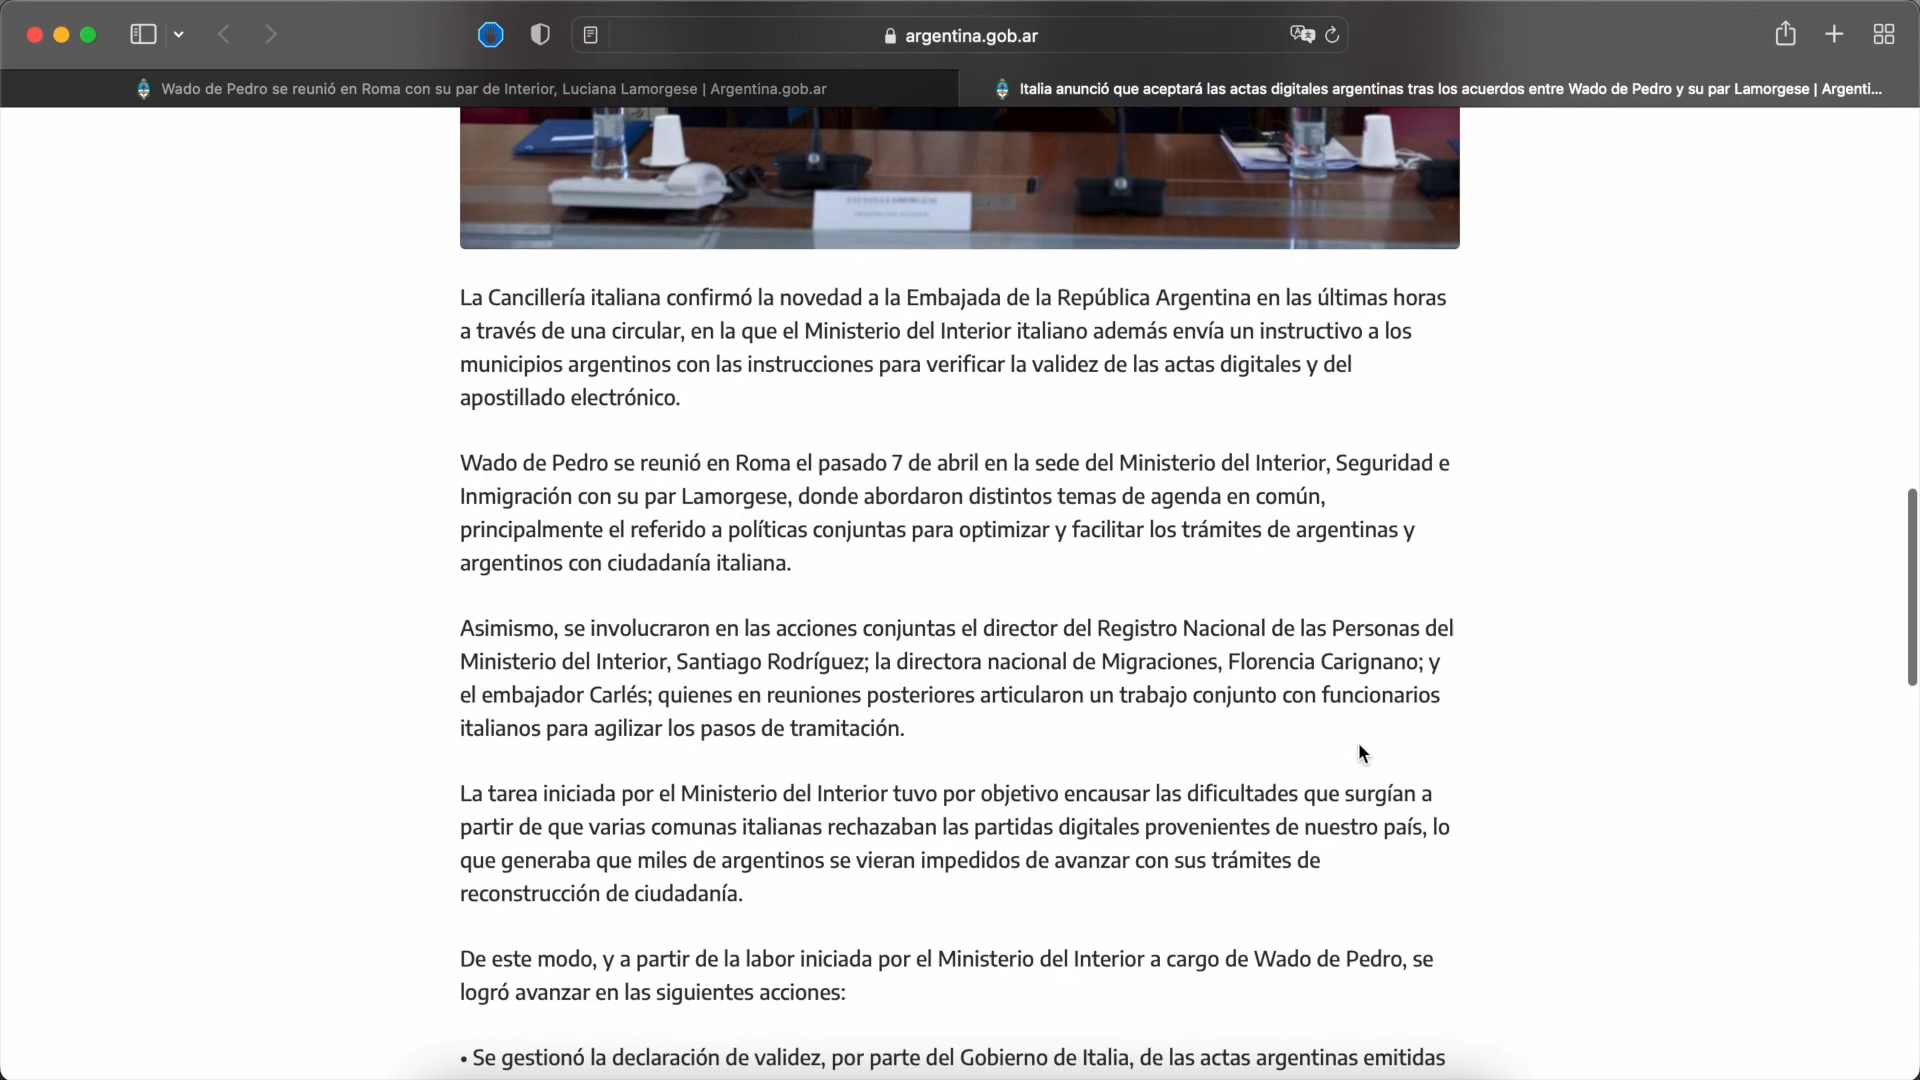 argentina.gob.ar
Wado de Pedro se reunió en Roma con su par de Interior, Luciana Lamorgese | Argentina.gob.ar
Italia anunció que aceptará las actas digitales argentinas tras los acuerdos entre Wado de Pedro y su par Lamorgese | Argenti...
LUCIANA LAMORGESE
La Cancillería italiana confirmó la novedad a la Embajada de la República Argentina en las últimas horas
a través de una circular, en la que el Ministerio del Interior italiano además envía un instructivo a los
municipios argentinos con las instrucciones para verificar la validez de las actas digitales y del
apostillado electrónico.
Wado de Pedro se reunió en Roma el pasado 7 de abril en la sede del Ministerio del Interior, Seguridad e
Inmigración con su par Lamorgese, donde abordaron distintos temas de agenda en común,
principalmente el referido a políticas conjuntas para optimizar y facilitar los trámites de argentinas y
argentinos con ciudadanía italiana.
Asimismo, se involucraron en las acciones conjuntas el director del Registro Nacional de las Personas del
Ministerio del Interior, Santiago Rodríguez; la directora nacional de Migraciones, Florencia Carignano; y
el embajador Carlés; quienes en reuniones posteriores articularon un trabajo conjunto con funcionarios
italianos para agilizar los pasos de tramitación.
La tarea iniciada por el Ministerio del Interior tuvo por objetivo encausar las dificultades que surgían a
partir de que varias comunas italianas rechazaban las partidas digitales provenientes de nuestro país, lo
que generaba que miles de argentinos se vieran impedidos de avanzar con sus trámites de
reconstrucción de ciudadanía.
De este modo, y a partir de la labor iniciada por el Ministerio del Interior a cargo de Wado de Pedro, se
logró avanzar en las siguientes acciones:
• Se gestionó la declaración de validez, por parte del Gobierno de Italia, de las actas argentinas emitidas